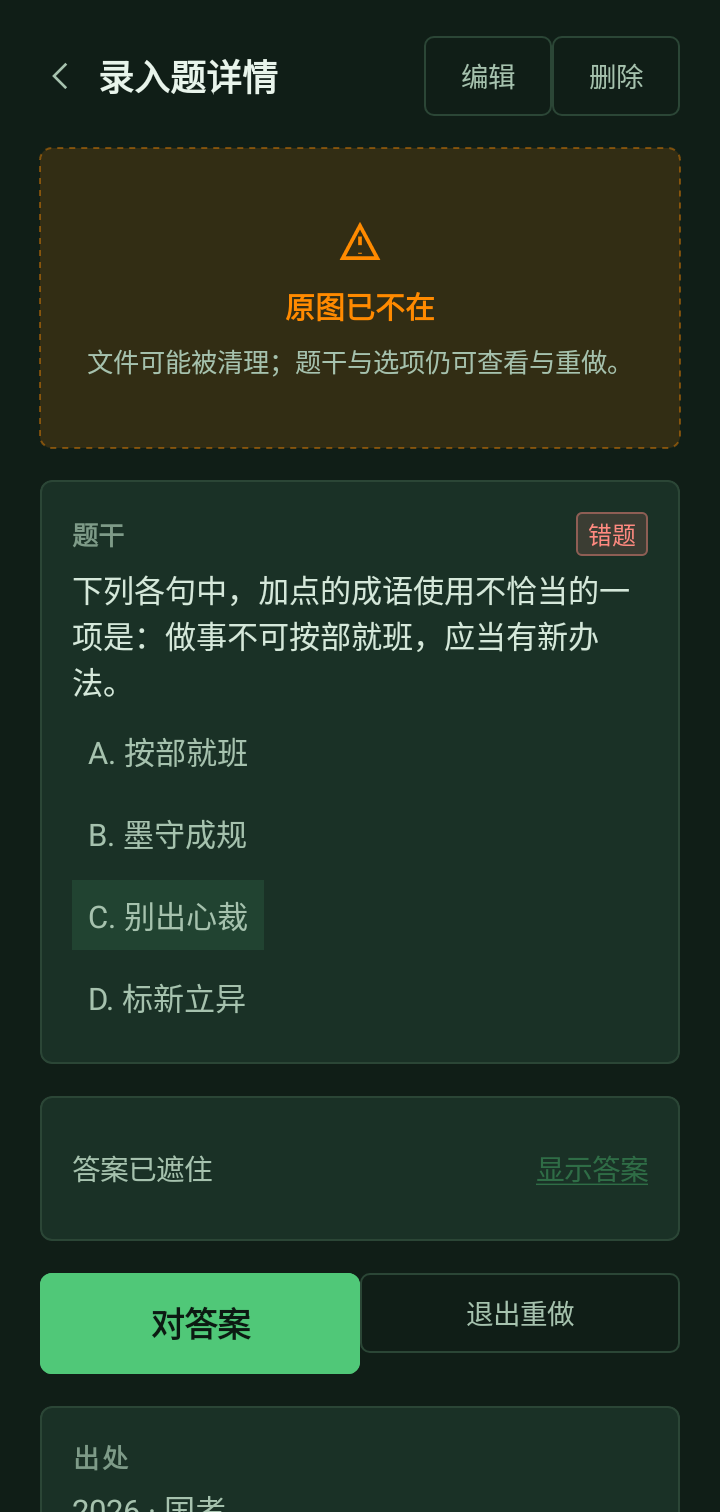 录入题详情
编辑
删除
原图已不在
文件可能被清理；题干与选项仍可查看与重做。
题干
错题
下列各句中，加点的成语使用不恰当的一
项是：做事不可按部就班，应当有新办
法。
A. 按部就班
B. 墨守成规
C. 别出心裁
D. 标新立异
答案已遮住
显示答案
对答案
退出重做
出处
2026 · 国考